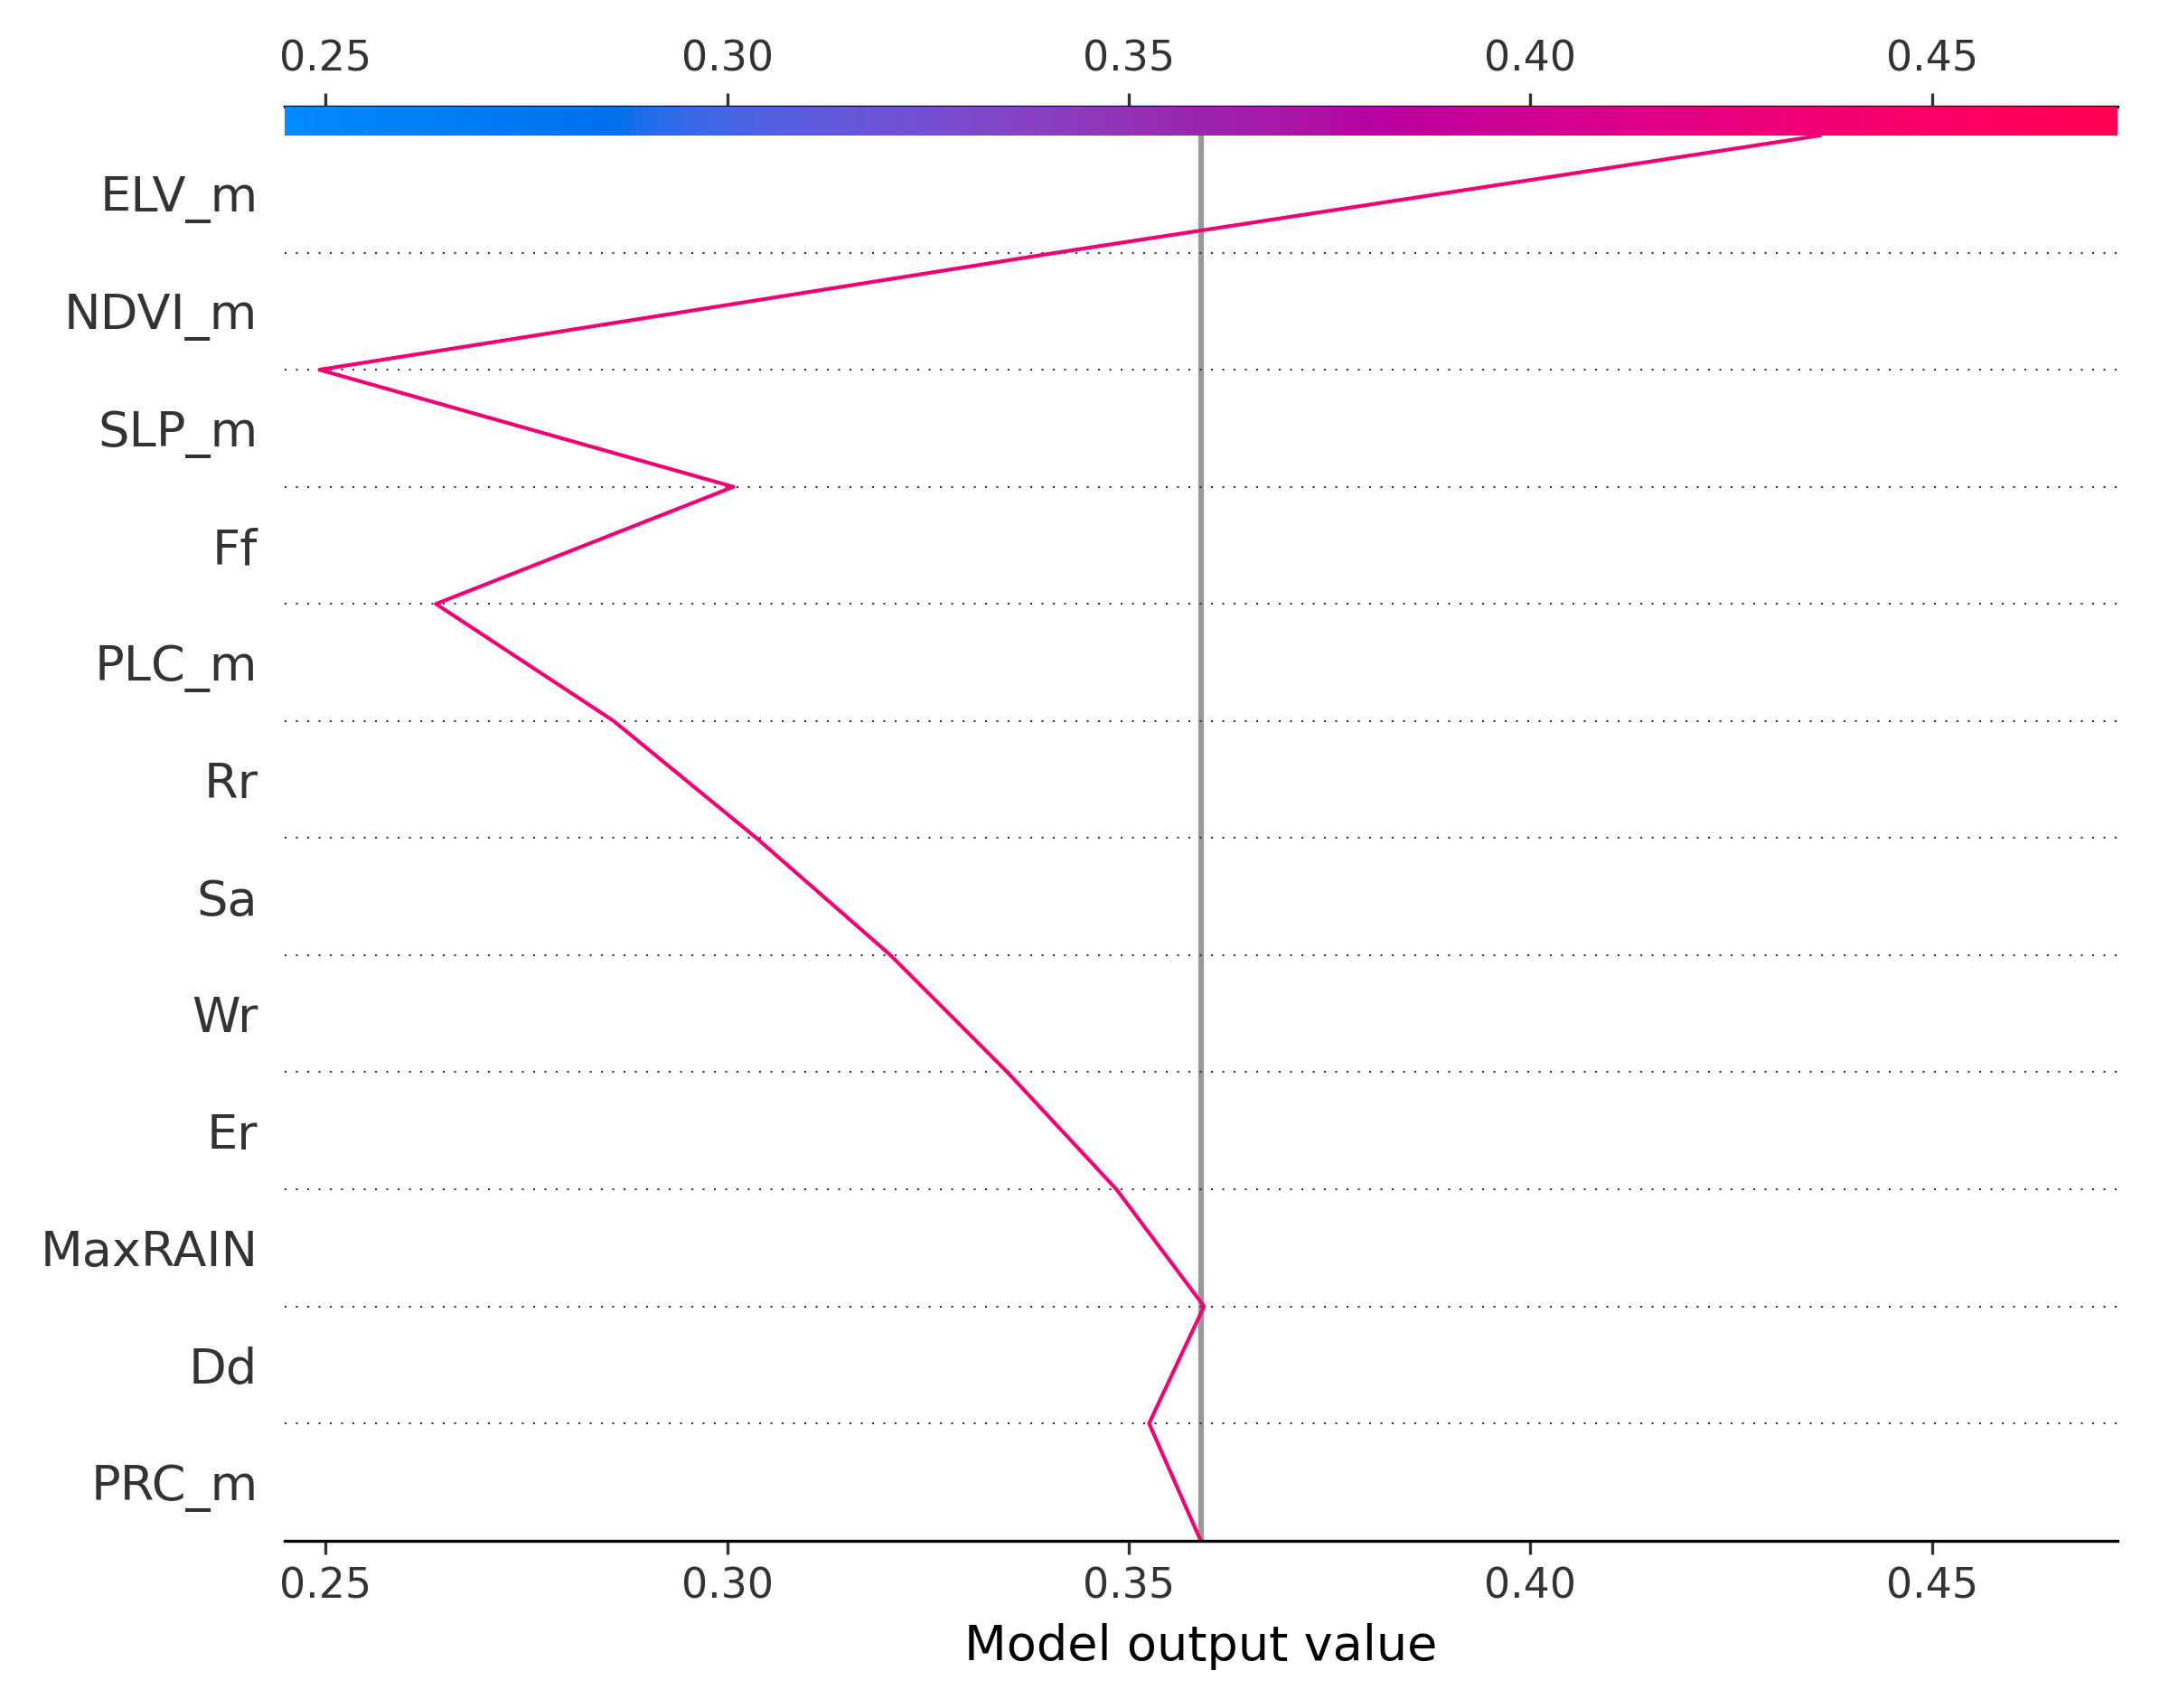 0.25 0.30 0.35 0.40 0.45
ELV_m
NDVI_m
SLP_m
Ff
PLC_m
Rr
Sa
Wr
Er
MaxRAIN
Dd
PRC_m
0.25 0.30 0.35 0.40 0.45
Model output value